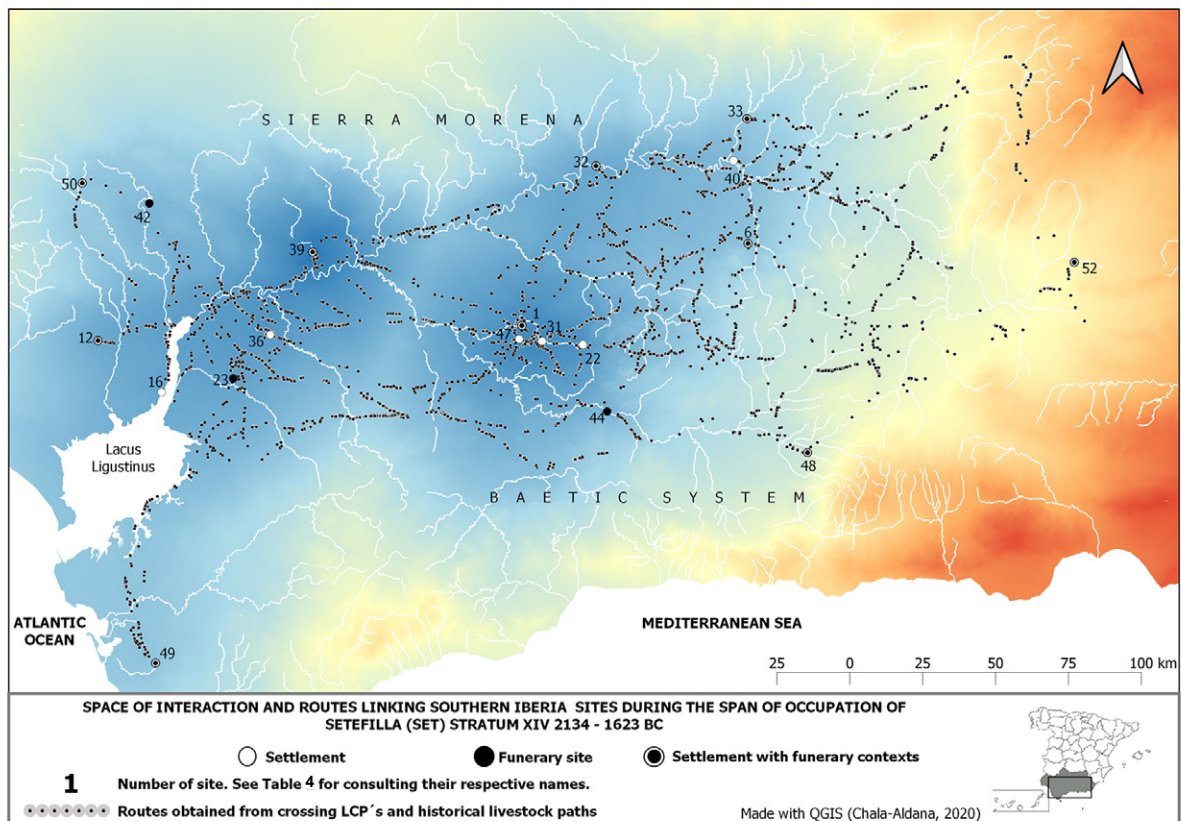 SIERRA MORENA
33
32
40
50
42
6
39
52
1
31
47
22
12
36
16
23
44
Lacus
Ligustinus
48
BAETIC SYSTEM
ATLANTIC
OCEAN
MEDITERRANEAN SEA
49
25 0 25 50 75 100 km
SPACE OF INTERACTION AND ROUTES LINKING SOUTHERN IBERIA SITES DURING THE SPAN OF OCCUPATION OF
SETEFILLA (SET) STRATUM XIV 2134 - 1623 BC
Settlement
Funerary site
Settlement with funerary contexts
1 Number of site. See Table 4 for consulting their respective names.
Routes obtained from crossing LCP´s and historical livestock paths
Made with QGIS (Chala-Aldana, 2020)